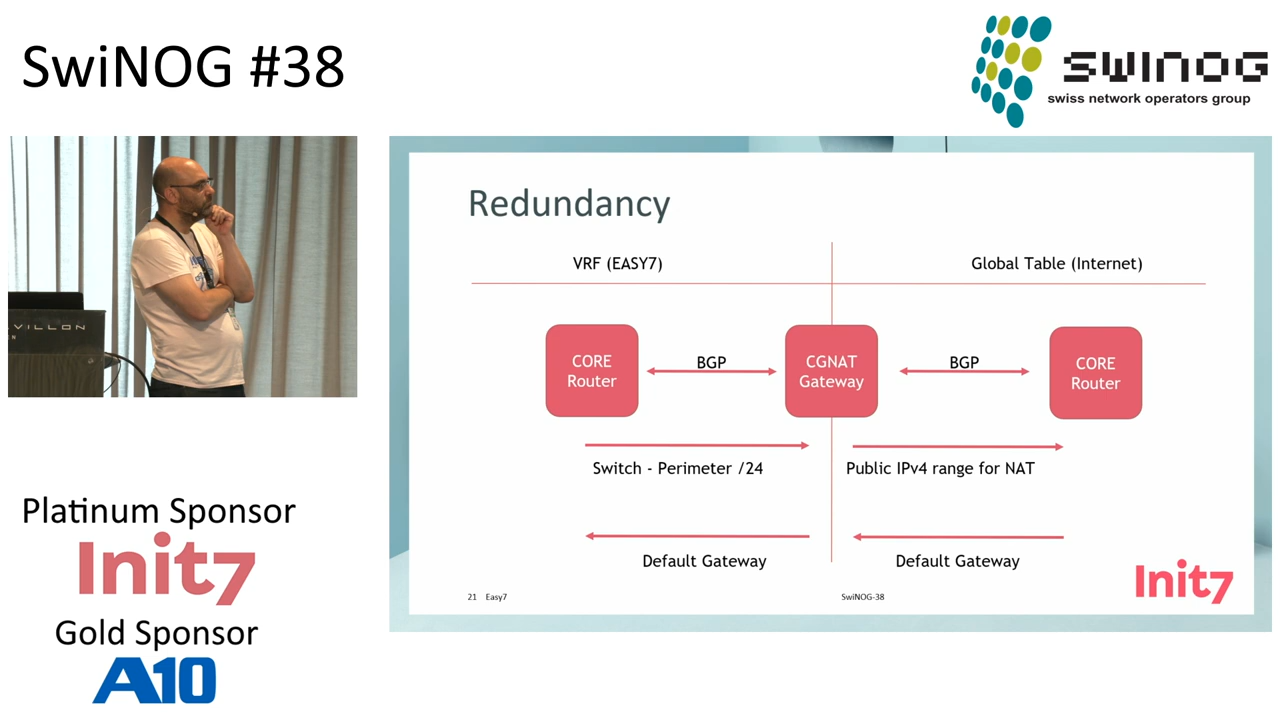 SwiNOG #38
SWINOG
swiss network operators group
VILLON
Redundancy
VRF (EASY7)
Global Table (Internet)
CORE
Router
BGP
CGNAT
Gateway
BGP
CORE
Router
Switch - Perimeter /24
Public IPv4 range for NAT
Default Gateway
Default Gateway
21 Easy7
SwiNOG-38
Init7
Platinum Sponsor
Init7
Gold Sponsor
A10